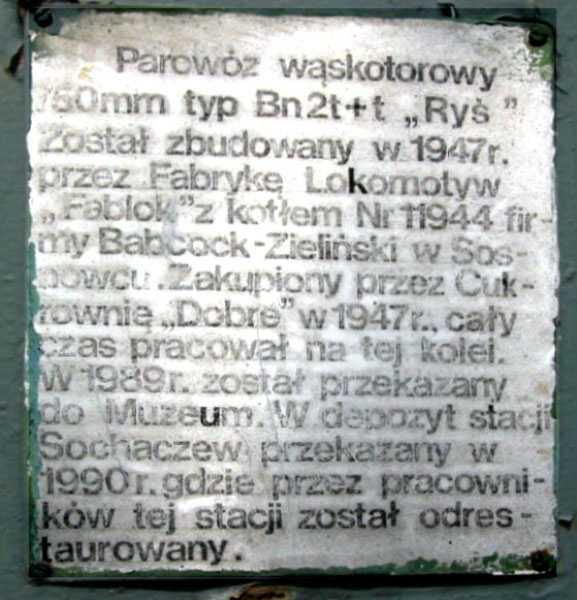 Parowóz wąskotorowy
750mm typ Bn2t+t „Ryś”
Został zbudowany w 1947r.
przez Fabrykę Lokomotyw
„Fablok” z kotłem Nr 11944 fir-
my Babcock-Zieliński w Sos-
nowcu. Zakupiony przez Cuk-
rownię „Dobre” w 1947r., cały
czas pracował na tej kolei.
W 1989r. został przekazany
do Muzeum. W depozyt stacji
Sochaczew przekazany w
1990r. gdzie przez pracowni-
ków tej stacji został odres-
taurowany.